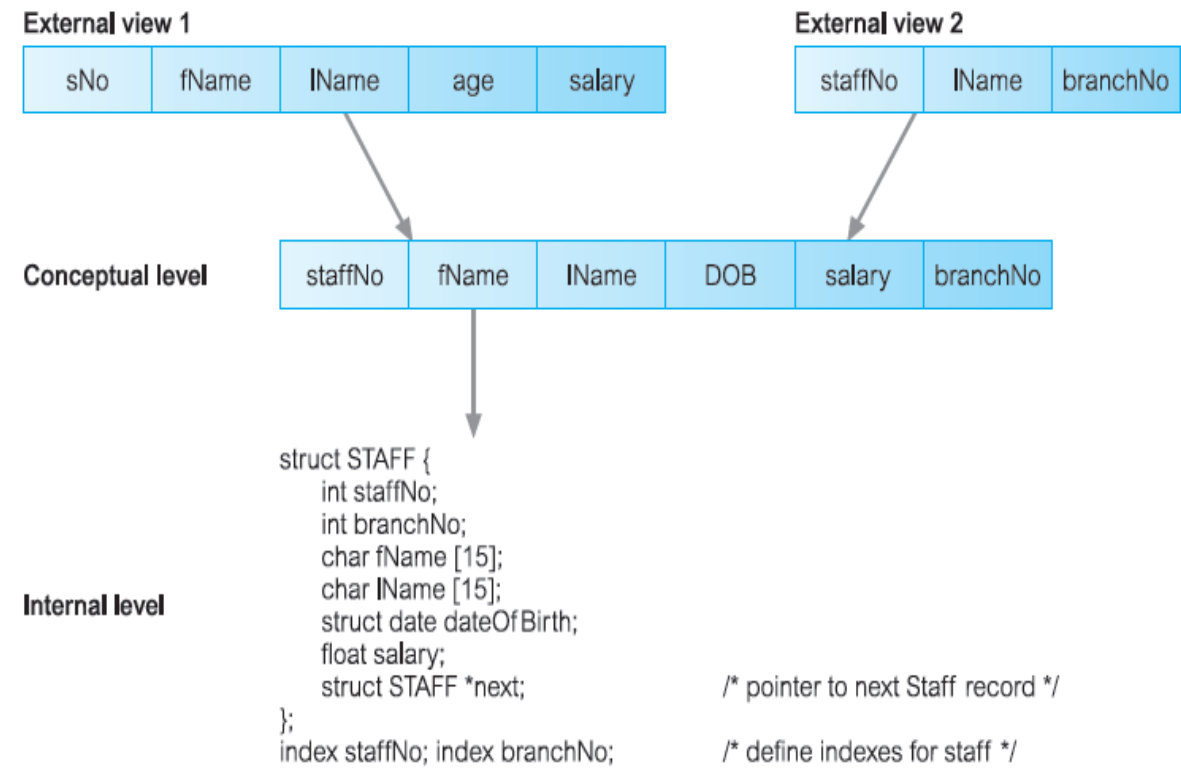 External view 1 External view 2
sNo fName lName age salary staffNo lName branchNo
Conceptual level staffNo fName lName DOB salary branchNo
struct STAFF {
int staffNo;
int branchNo;
char fName [15];
char lName [15];
Internal level
struct date dateOfBirth;
float salary;
struct STAFF *next; /* pointer to next Staff record */
};
index staffNo; index branchNo; /* define indexes for staff */